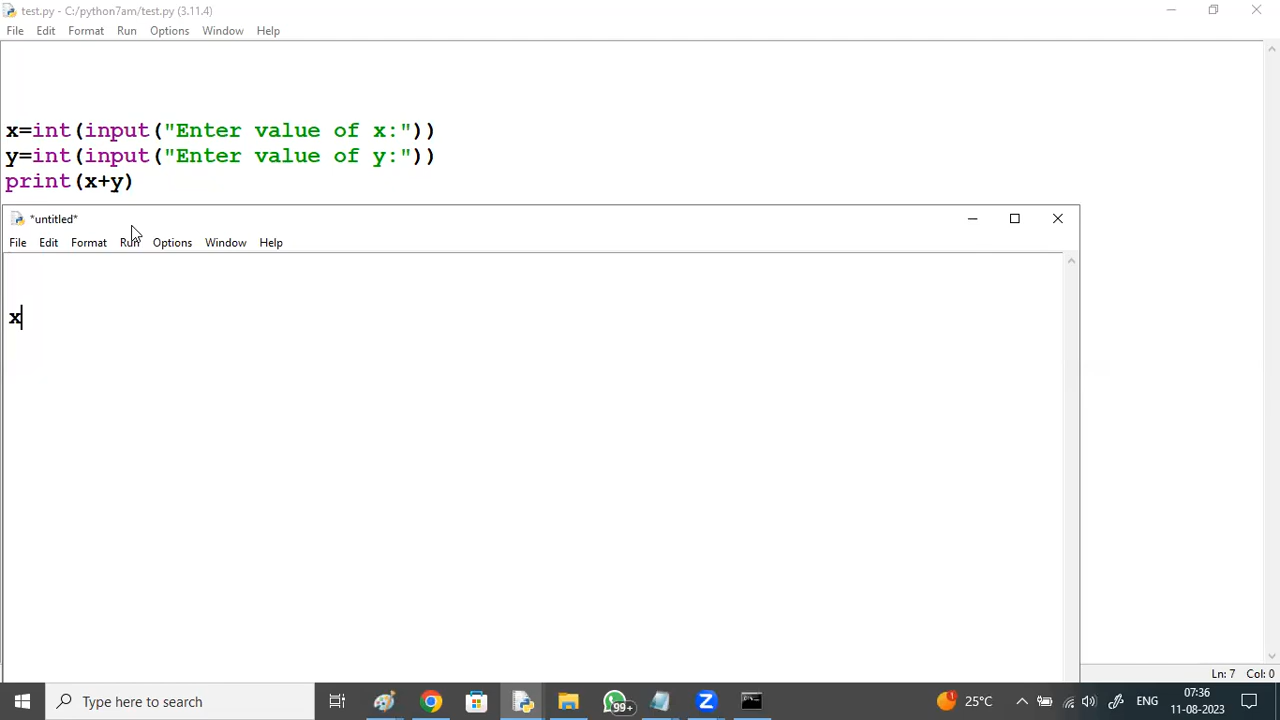 test.py - C:/python7am/test.py (3.11.4)
File Edit Format Run Options Window Help
x=int(input("Enter value of x:"))
y=int(input("Enter value of y:"))
print(x+y)
*untitled*
File Edit Format Run Options Window Help
x
Ln: 7 Col: 0
Type here to search
99+
1
25°C
ENG
07:36
11-08-2023